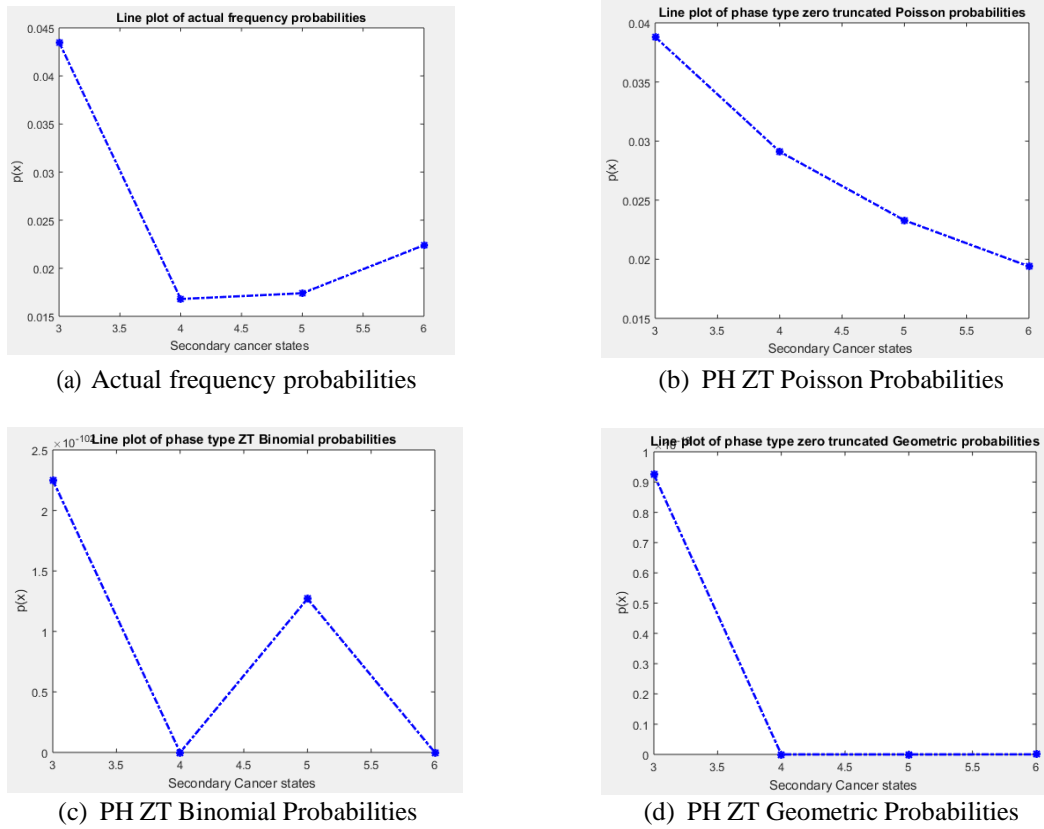 Line plot of actual frequency probabilities
0.045
0.04
0.035
0.03
0.025
0.02
0.015
p(x)
3 3.5 4 4.5 5 5.5 6
Secondary cancer states
(a) Actual frequency probabilities
Line plot of phase type zero truncated Poisson probabilities
0.04
0.035
0.03
0.025
0.02
0.015
p(x)
3 3.5 4 4.5 5 5.5 6
Secondary Cancer states
(b) PH ZT Poisson Probabilities
Line plot of phase type ZT Binomial probabilities
2.5
2
1.5
1
0.5
0
p(x)
3 3.5 4 4.5 5 5.5 6
Secondary Cancer states
(c) PH ZT Binomial Probabilities
Line plot of phase type zero truncated Geometric probabilities
1
0.9
0.8
0.7
0.6
0.5
0.4
0.3
0.2
0.1
0
p(x)
3 3.5 4 4.5 5 5.5 6
Secondary Cancer states
(d) PH ZT Geometric Probabilities